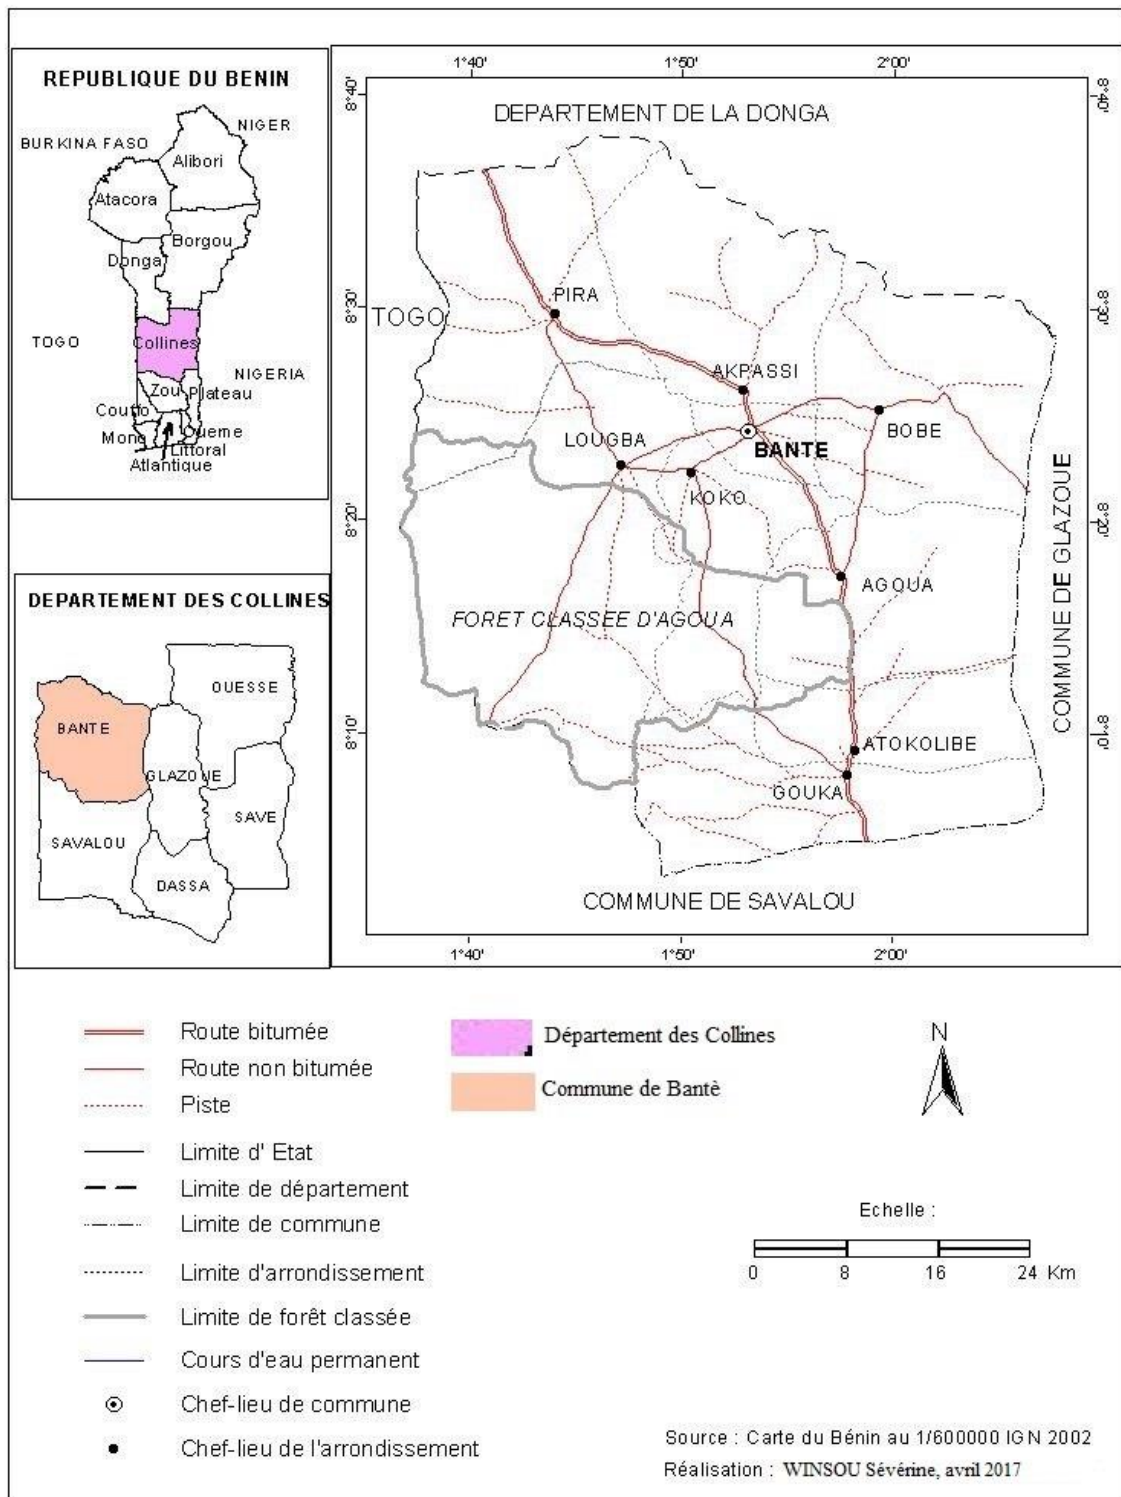 REPUBLIQUE DU BENIN
NIGER
BURKINA FASO
Alibori
Atacora
Borgou
Donga
TOGO
Collines
NIGERIA
Zou
Plateau
Couffo
Mono
Oueme
Littoral
Atlantique
DEPARTEMENT DES COLLINES
OUESSE
BANTE
GLAZOUE
SAVE
SAVALOU
DASSA
1°40' 1°50' 2°00'
8°40' 8°40'
DEPARTEMENT DE LA DONGA
8°30' 8°30'
PIRA
TOGO
AKPASSI
LOUGBA
BOBE
BANTE
KOKO
8°20' 8°20'
COMMUNE DE GLAZOUE
AGOUA
FORET CLASSEE D'AGOUA
8°10' 8°10'
ATOKOLIBE
GOUKA
COMMUNE DE SAVALOU
1°40' 1°50' 2°00'
Route bitumée
Route non bitumée
Piste
Limite d' Etat
Limite de département
Limite de commune
Limite d'arrondissement
Limite de forêt classée
Cours d'eau permanent
Chef-lieu de commune
Chef-lieu de l'arrondissement
Département des Collines
Commune de Bantè
N
Echelle :
0 8 16 24 Km
Source : Carte du Bénin au 1/600000 IGN 2002
Réalisation : WINSOU Sévérine, avril 2017